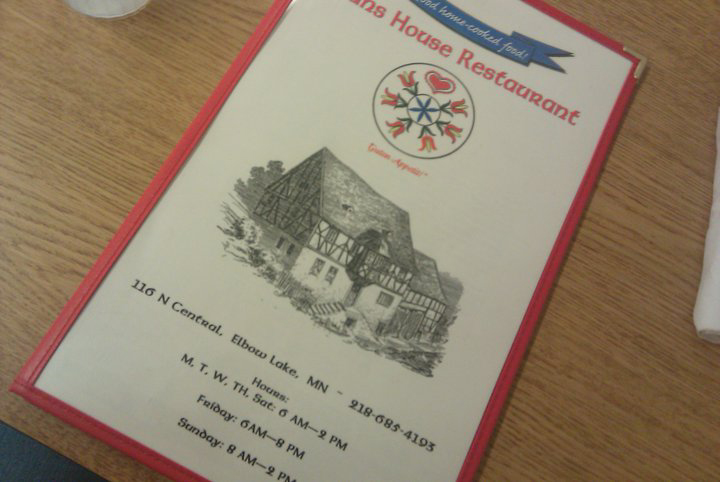 good home-cooked food!
House Restaurant
"Guten Appetit!"
116 N Central, Elbow Lake, MN - 218-685-4193
Hours:
M, T, W, TH, Sat: 6 AM—2 PM
Friday: 6AM—8 PM
Sunday: 8 AM—2 PM